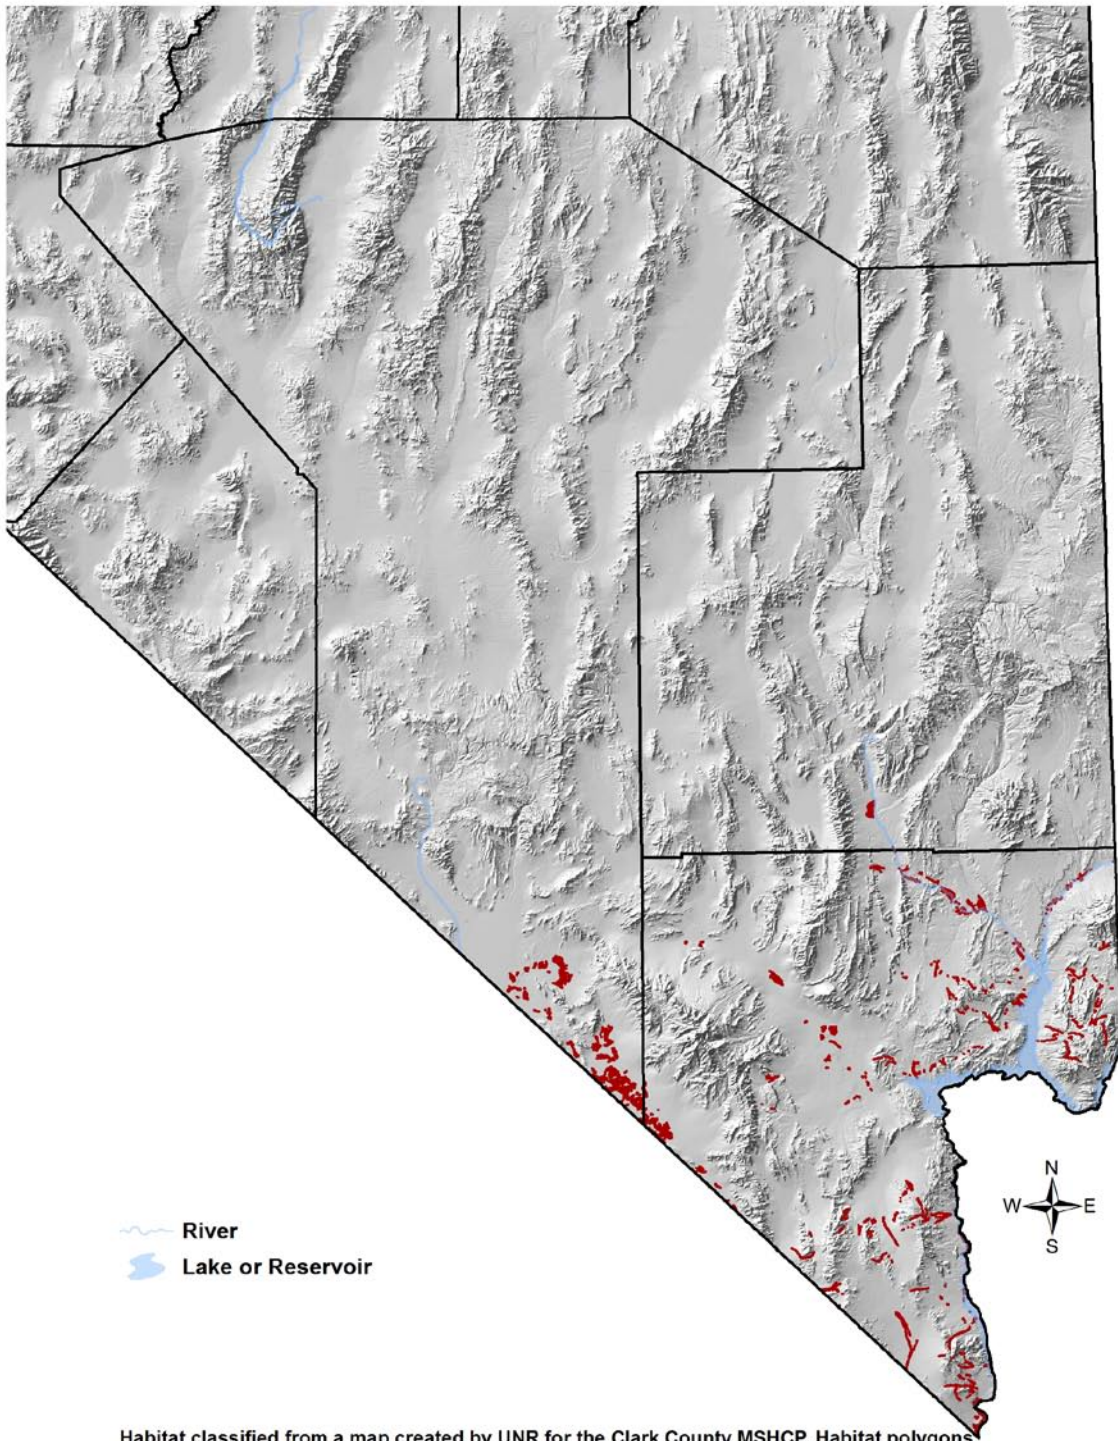 N
W E
S
River
Lake or Reservoir
Habitat classified from a map created by UNR for the Clark County MSHCP. Habitat polygons